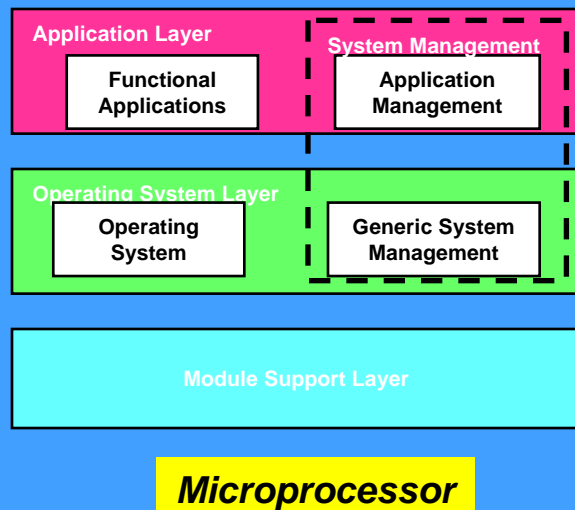 Application Layer
System Management
Functional
Applications
Application
Management
Operating System Layer
Operating
System
Generic System
Management
Module Support Layer
Microprocessor